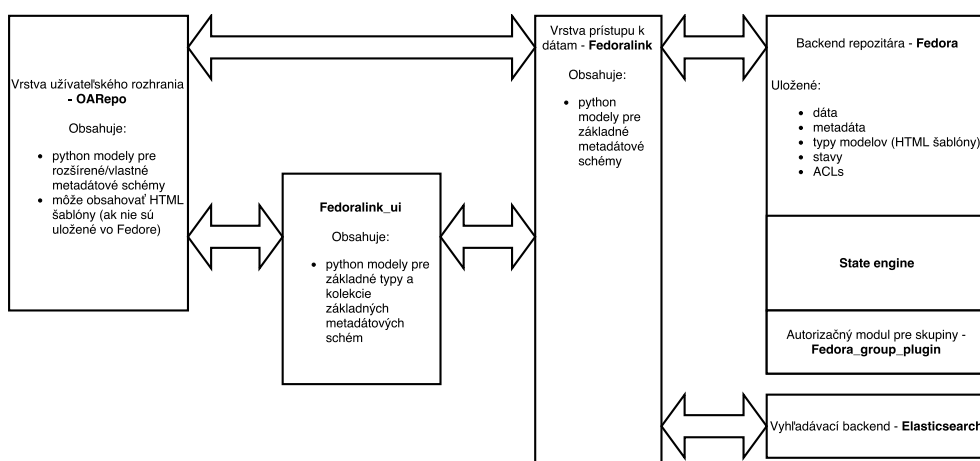 Vrstva užívateľského rozhrania
- OARepo
Obsahuje:
• python modely pre
rozšírené/vlastné
metadátové schémy
• môže obsahovať HTML
šablóny (ak nie sú
uložené vo Fedore)
Fedoralink_ui
Obsahuje:
• python modely pre
základné typy a
kolekcie
základných
metadátových
schém
Vrstva prístupu k
dátam - Fedoralink
Obsahuje:
• python
modely pre
základné
metadátové
schémy
Backend repozitára - Fedora
Uložené:
• dáta
• metadáta
• typy modelov (HTML šablóny)
• stavy
• ACLs
State engine
Autorizačný modul pre skupiny -
Fedora_group_plugin
Vyhľadávací backend - Elasticsearch